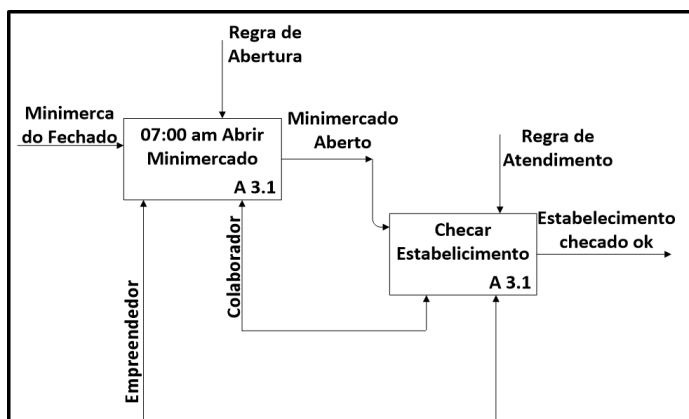 Regra de
Abertura
Minimerca
do Fechado
07:00 am Abrir
Minimercado
A 3.1
Minimercado
Aberto
Regra de
Atendimento
Checar
Estabelicimento
A 3.1
Estabelecimento
checado ok
Colaborador
Empreendedor